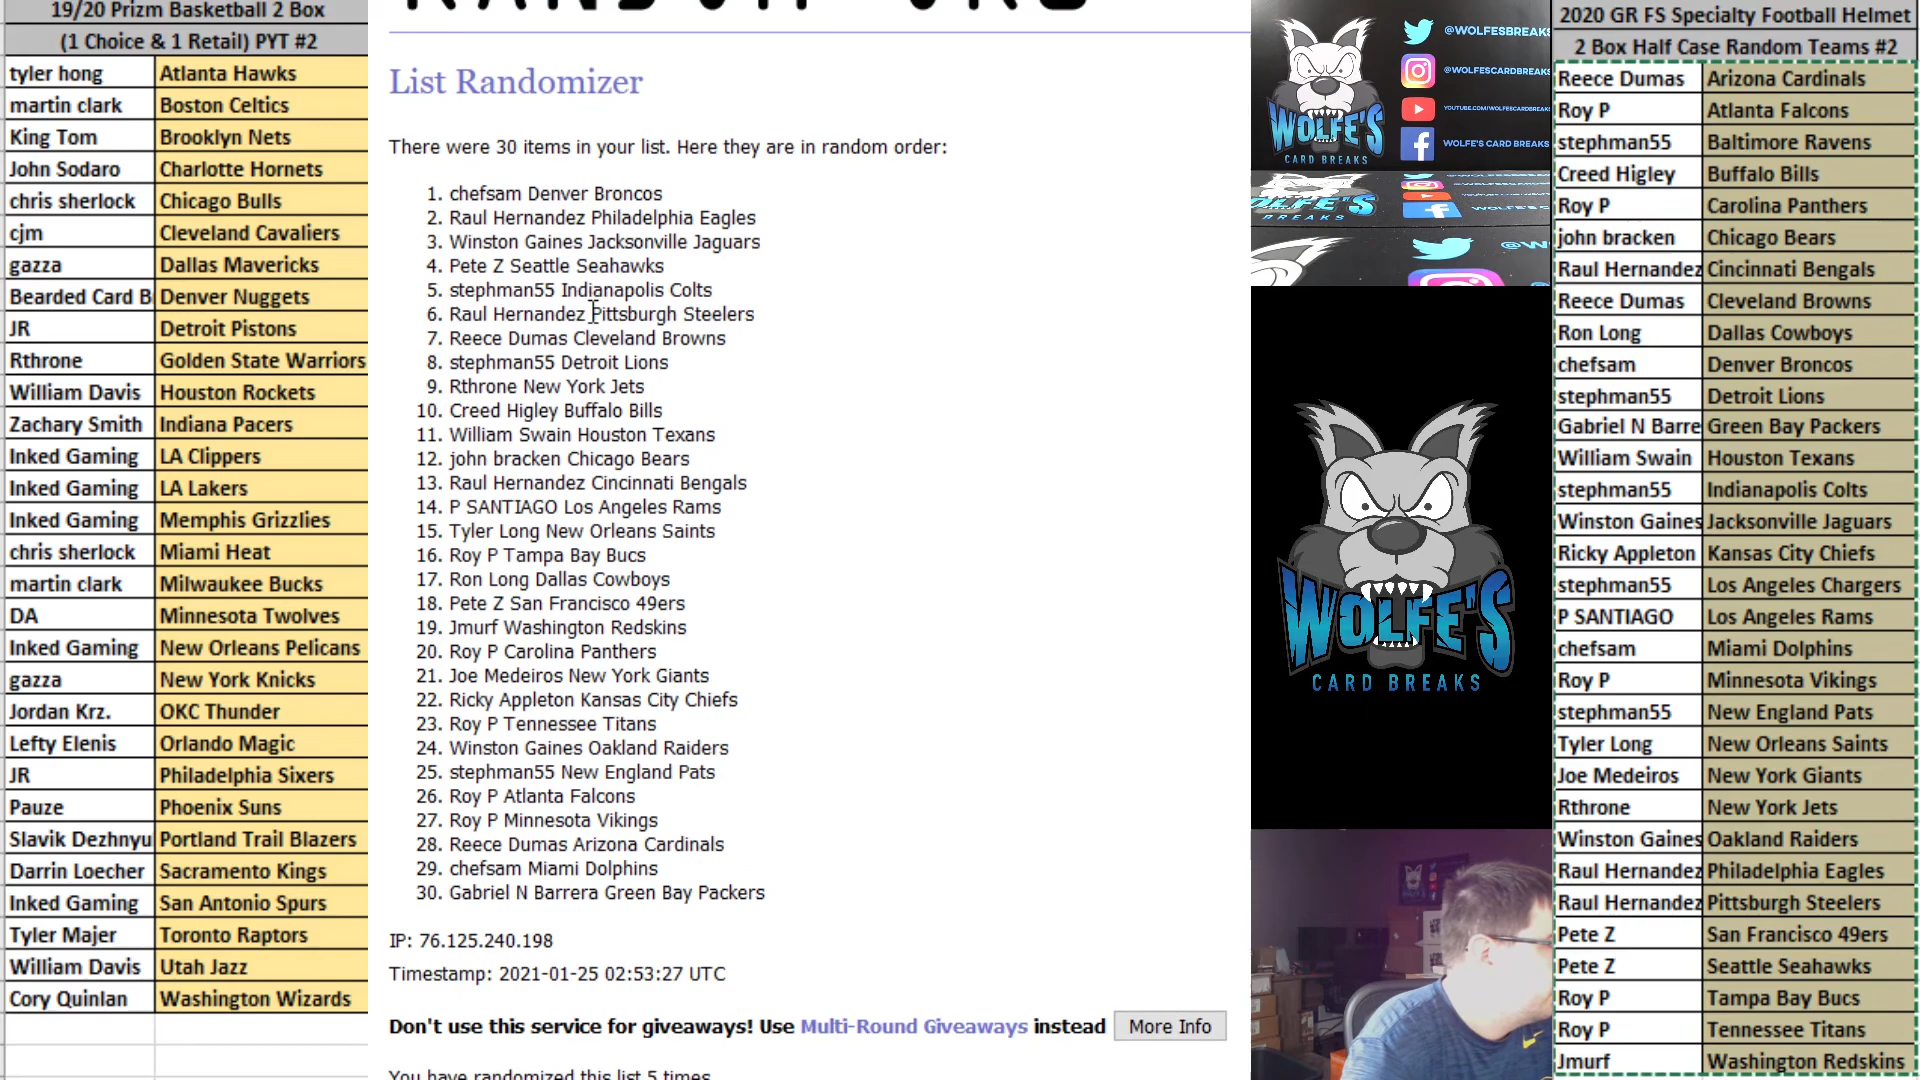 19/20 Prizm Basketball 2 Box
(1 Choice & 1 Retail) PYT #2
tyler hong Atlanta Hawks
martin clark Boston Celtics
King Tom Brooklyn Nets
John Sodaro Charlotte Hornets
chris sherlock Chicago Bulls
cjm Cleveland Cavaliers
gazza Dallas Mavericks
Bearded Card B Denver Nuggets
JR Detroit Pistons
Rthrone Golden State Warriors
William Davis Houston Rockets
Zachary Smith Indiana Pacers
Inked Gaming LA Clippers
Inked Gaming LA Lakers
Inked Gaming Memphis Grizzlies
chris sherlock Miami Heat
martin clark Milwaukee Bucks
DA Minnesota Twolves
Inked Gaming New Orleans Pelicans
gazza New York Knicks
Jordan Krz. OKC Thunder
Lefty Elenis Orlando Magic
JR Philadelphia Sixers
Pauze Phoenix Suns
Slavik Dezhnyu Portland Trail Blazers
Darrin Loecher Sacramento Kings
Inked Gaming San Antonio Spurs
Tyler Majer Toronto Raptors
William Davis Utah Jazz
Cory Quinlan Washington Wizards
List Randomizer
There were 30 items in your list. Here they are in random order:
1. chefsam Denver Broncos
2. Raul Hernandez Philadelphia Eagles
3. Winston Gaines Jacksonville Jaguars
4. Pete Z Seattle Seahawks
5. stephman55 Indianapolis Colts
6. Raul Hernandez Pittsburgh Steelers
7. Reece Dumas Cleveland Browns
8. stephman55 Detroit Lions
9. Rthrone New York Jets
10. Creed Higley Buffalo Bills
11. William Swain Houston Texans
12. john bracken Chicago Bears
13. Raul Hernandez Cincinnati Bengals
14. P SANTIAGO Los Angeles Rams
15. Tyler Long New Orleans Saints
16. Roy P Tampa Bay Bucs
17. Ron Long Dallas Cowboys
18. Pete Z San Francisco 49ers
19. Jmurf Washington Redskins
20. Roy P Carolina Panthers
21. Joe Medeiros New York Giants
22. Ricky Appleton Kansas City Chiefs
23. Roy P Tennessee Titans
24. Winston Gaines Oakland Raiders
25. stephman55 New England Pats
26. Roy P Atlanta Falcons
27. Roy P Minnesota Vikings
28. Reece Dumas Arizona Cardinals
29. chefsam Miami Dolphins
30. Gabriel N Barrera Green Bay Packers
IP: 76.125.240.198
Timestamp: 2021-01-25 02:53:27 UTC
Don't use this service for giveaways! Use Multi-Round Giveaways instead More Info
You have randomized this list 5 times
@WOLFESBREAKS
@WOLFESCARDBREAKS
YOUTUBE.COM/WOLFESCARDBREAKS
WOLFE'S CARD BREAKS
WOLFE'S
CARD BREAKS
WOLFE'S
CARD BREAKS
2020 GR FS Specialty Football Helmet
2 Box Half Case Random Teams #2
Reece Dumas Arizona Cardinals
Roy P Atlanta Falcons
stephman55 Baltimore Ravens
Creed Higley Buffalo Bills
Roy P Carolina Panthers
john bracken Chicago Bears
Raul Hernandez Cincinnati Bengals
Reece Dumas Cleveland Browns
Ron Long Dallas Cowboys
chefsam Denver Broncos
stephman55 Detroit Lions
Gabriel N Barre Green Bay Packers
William Swain Houston Texans
stephman55 Indianapolis Colts
Winston Gaines Jacksonville Jaguars
Ricky Appleton Kansas City Chiefs
stephman55 Los Angeles Chargers
P SANTIAGO Los Angeles Rams
chefsam Miami Dolphins
Roy P Minnesota Vikings
stephman55 New England Pats
Tyler Long New Orleans Saints
Joe Medeiros New York Giants
Rthrone New York Jets
Winston Gaines Oakland Raiders
Raul Hernandez Philadelphia Eagles
Raul Hernandez Pittsburgh Steelers
Pete Z San Francisco 49ers
Pete Z Seattle Seahawks
Roy P Tampa Bay Bucs
Roy P Tennessee Titans
Jmurf Washington Redskins